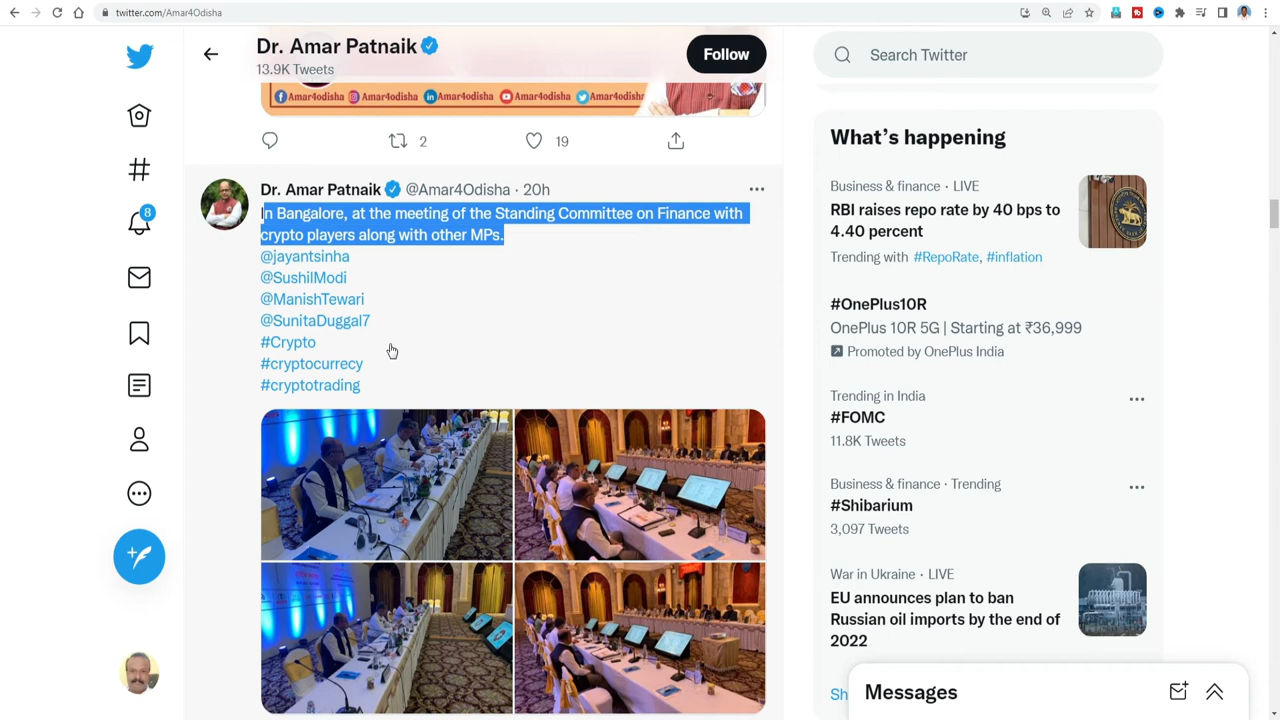 twitter.com/Amar4Odisha
Dr. Amar Patnaik
13.9K Tweets
Follow
Search Twitter
Amar4odisha Amar4odisha Amar4odisha Amar4odisha Amar4odisha
2
19
What's happening
Business & finance · LIVE
RBI raises repo rate by 40 bps to
4.40 percent
Trending with #RepoRate, #inflation
#OnePlus10R
OnePlus 10R 5G | Starting at ₹36,999
Promoted by OnePlus India
Trending in India
#FOMC
11.8K Tweets
Business & finance · Trending
#Shibarium
3,097 Tweets
War in Ukraine · LIVE
EU announces plan to ban
Russian oil imports by the end of
2022
Sh
Messages
8
Dr. Amar Patnaik @Amar4Odisha · 20h
In Bangalore, at the meeting of the Standing Committee on Finance with
crypto players along with other MPs.
@jayantsinha
@SushilModi
@ManishTewari
@SunitaDuggal7
#Crypto
#cryptocurrecy
#cryptotrading